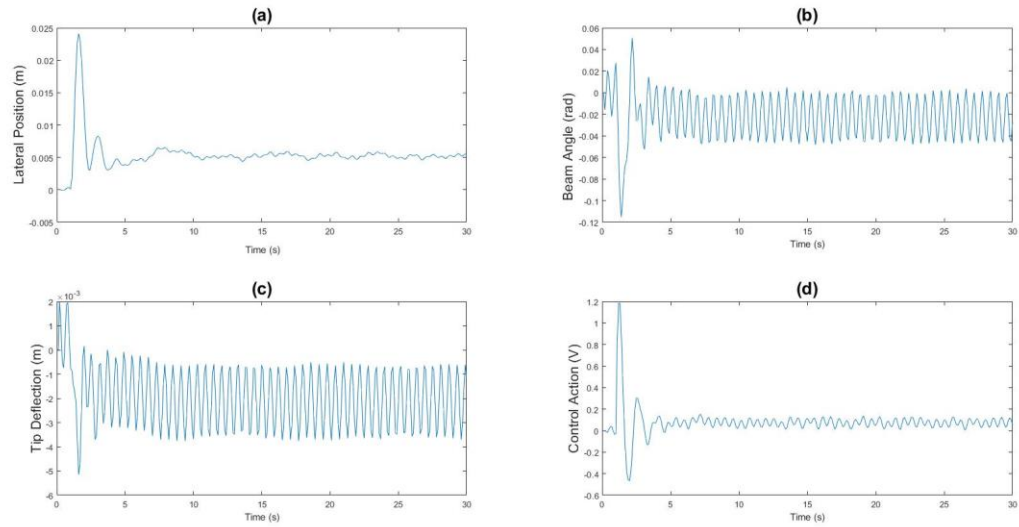 (a)
Lateral Position (m)
0.025
0.02
0.015
0.01
0.005
0
-0.005
0 5 10 15 20 25 30
Time (s)
(b)
Beam Angle (rad)
0.06
0.04
0.02
0
-0.02
-0.04
-0.06
-0.08
-0.1
-0.12
0 5 10 15 20 25 30
Time (s)
(c)
× 10⁻³
Tip Deflection (m)
2
1
0
-1
-2
-3
-4
-5
-6
0 5 10 15 20 25 30
Time (s)
(d)
Control Action (V)
1.2
1
0.8
0.6
0.4
0.2
0
-0.2
-0.4
-0.6
0 5 10 15 20 25 30
Time (s)